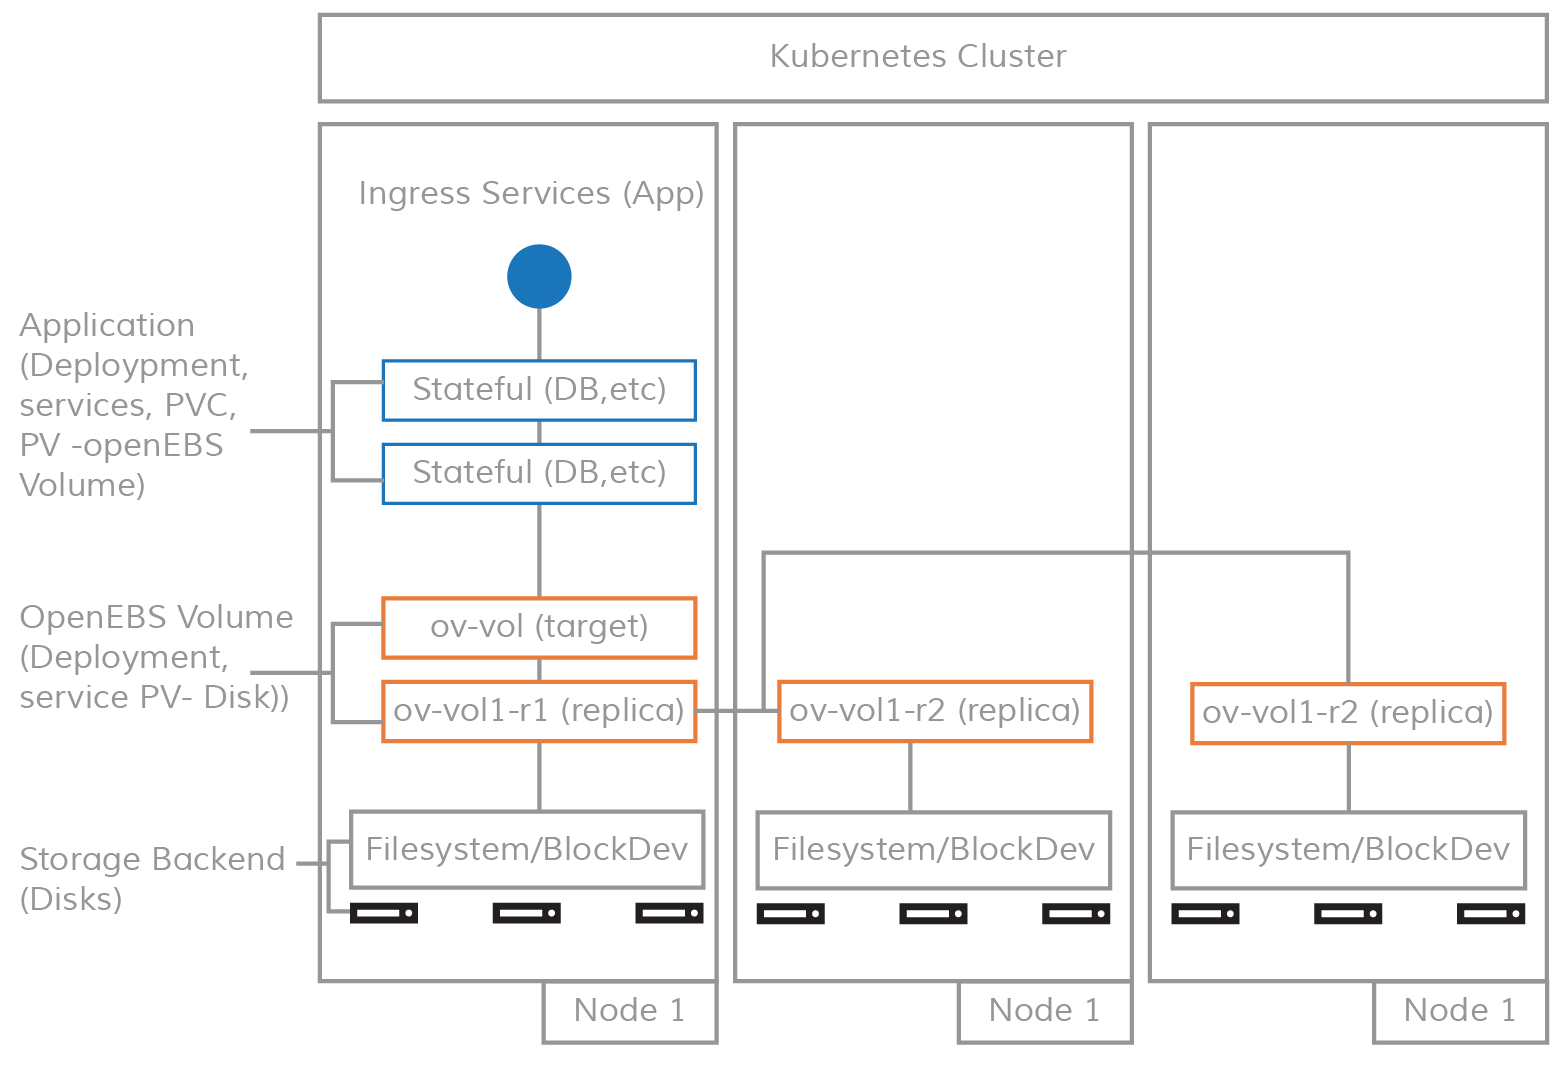 Kubernetes Cluster
Ingress Services (App)
Application
(Deploypment,
services, PVC,
PV -openEBS
Volume)
Stateful (DB,etc)
Stateful (DB,etc)
OpenEBS Volume
(Deployment,
service PV- Disk))
ov-vol (target)
ov-vol1-r1 (replica)
ov-vol1-r2 (replica)
ov-vol1-r2 (replica)
Storage Backend
(Disks)
Filesystem/BlockDev
Filesystem/BlockDev
Filesystem/BlockDev
Node 1
Node 1
Node 1